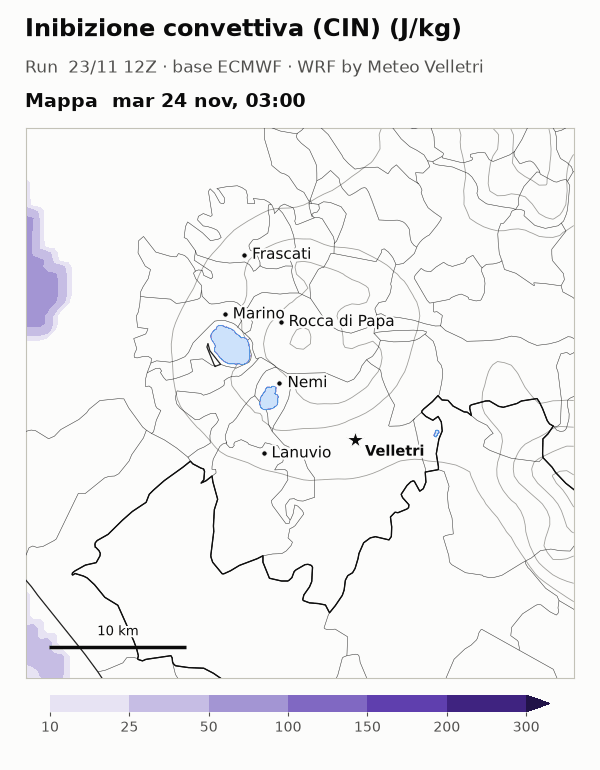 Inibizione convettiva (CIN) (J/kg)
Run  23/11 12Z · base ECMWF · WRF by Meteo Velletri
Mappa  mar 24 nov, 03:00
Frascati
Marino
Rocca di Papa
Nemi
Velletri
Lanuvio
10 km
10 25 50 100 150 200 300